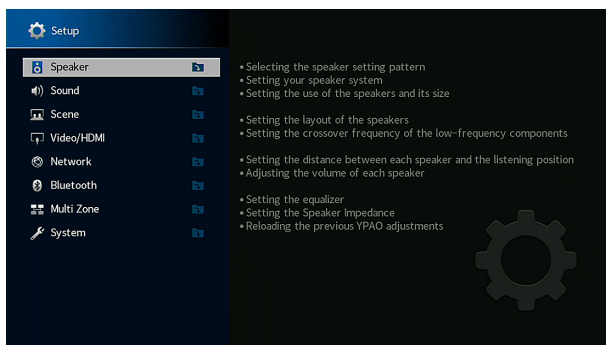 Setup
Speaker
Sound
Scene
Video/HDMI
Network
Bluetooth
Multi Zone
System
•Selecting the speaker setting pattern
•Setting your speaker system
•Setting the use of the speakers and its size
•Setting the layout of the speakers
•Setting the crossover frequency of the low-frequency components
•Setting the distance between each speaker and the listening position
•Adjusting the volume of each speaker
•Setting the equalizer
•Setting the Speaker Impedance
•Reloading the previous YPAO adjustments